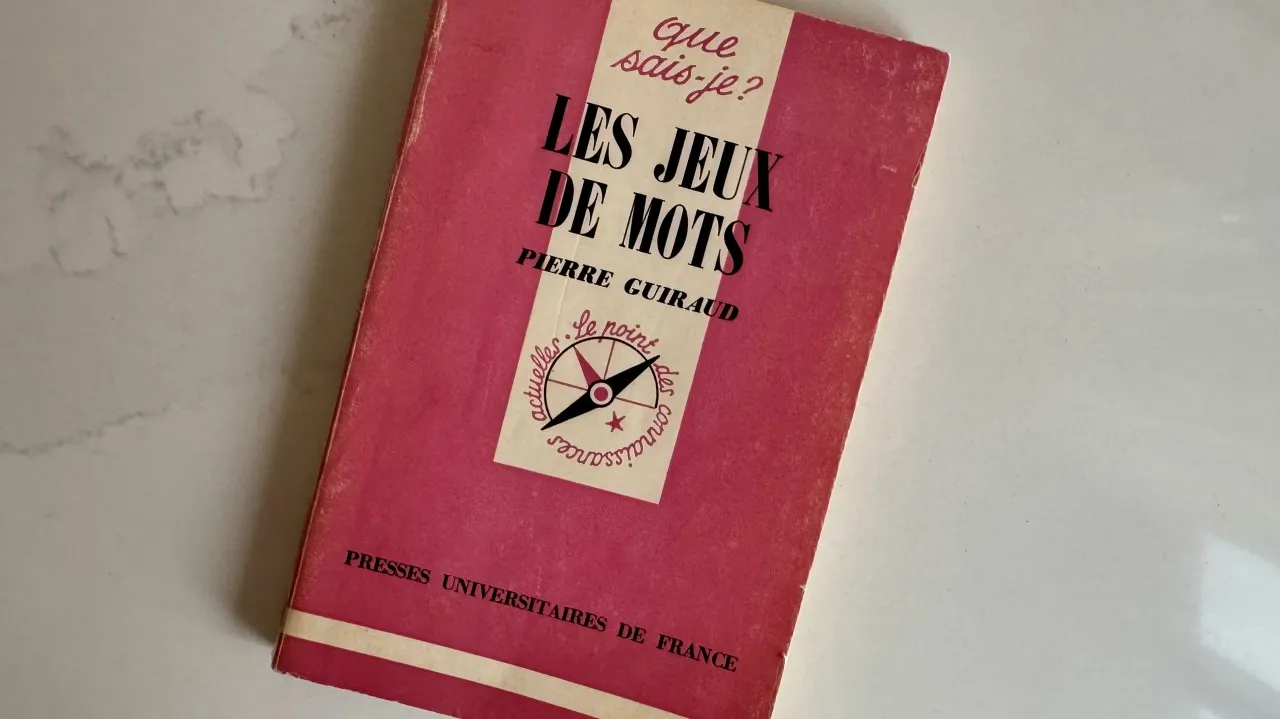 que
sais-je?
LES JEUX
DE MOTS
PIERRE GUIRAUD
le point des connaissances actuelles.
PRESSES UNIVERSITAIRES DE FRANCE